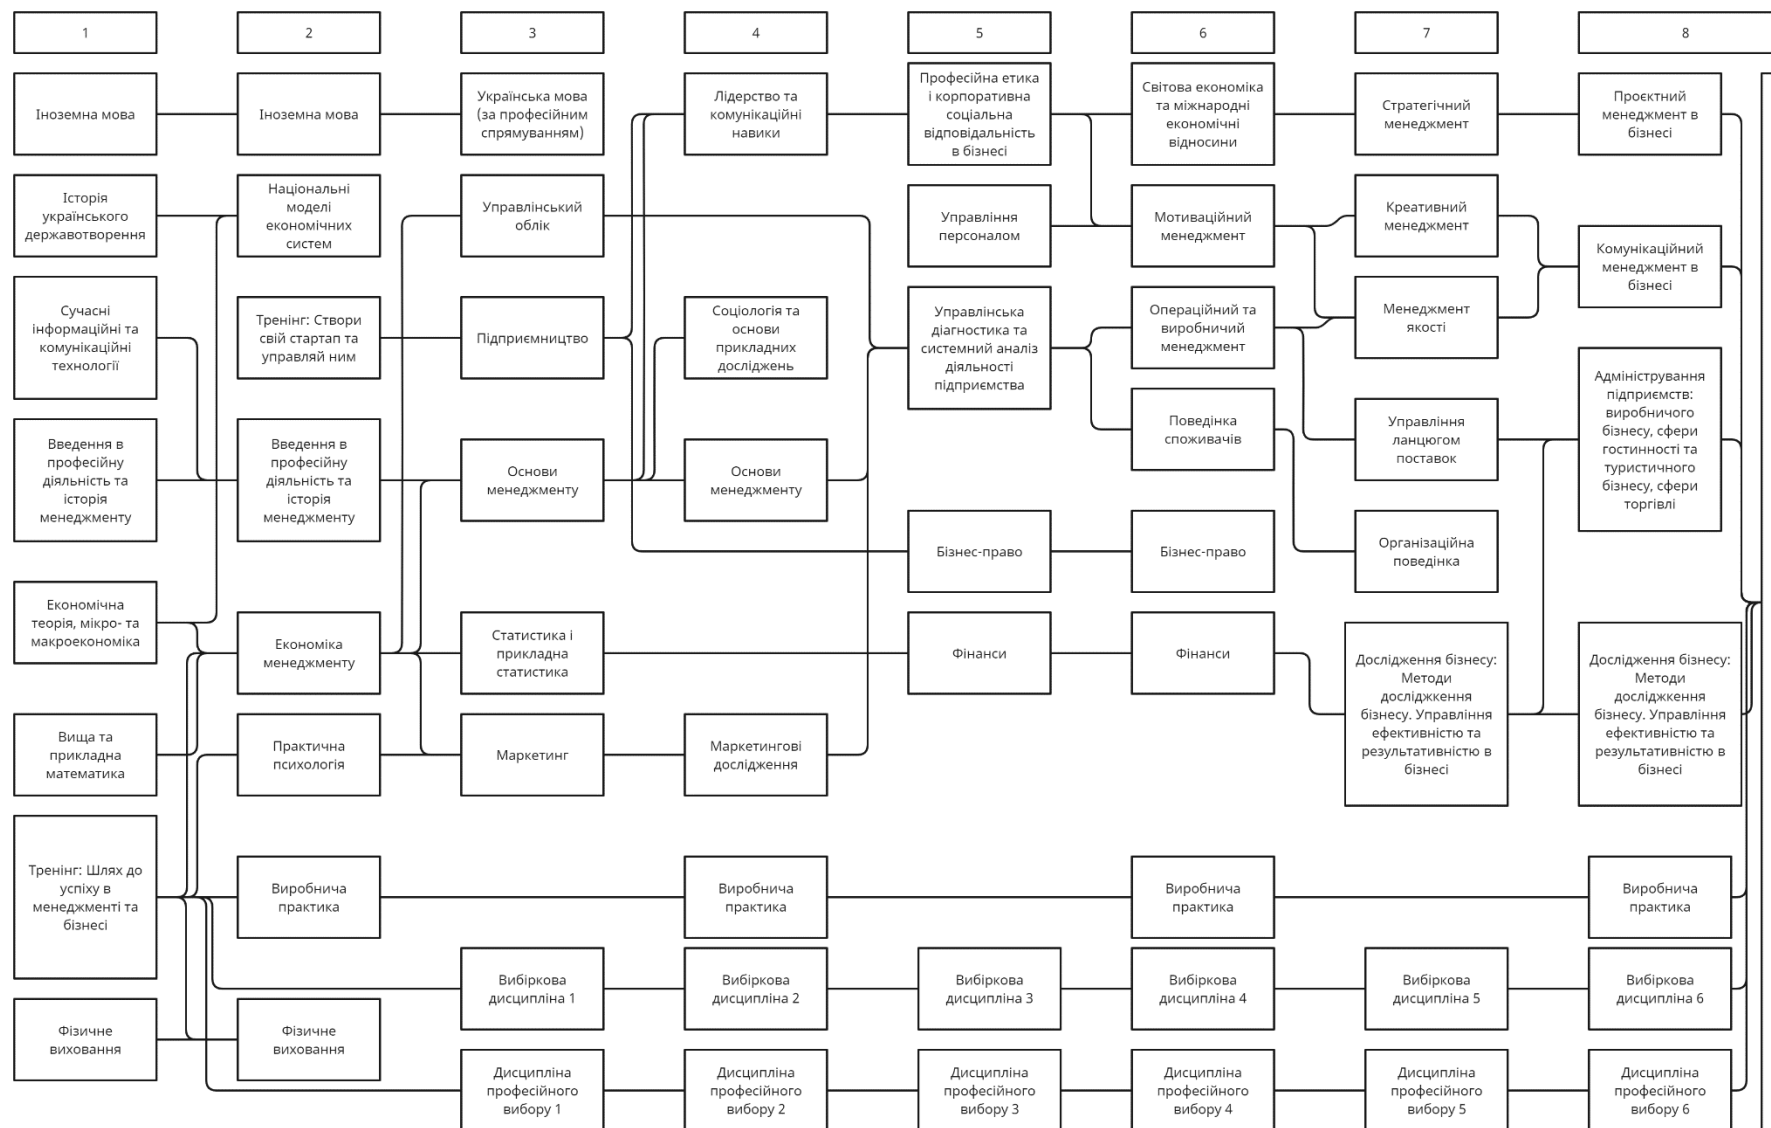 1
2
3
4
5
6
7
8
Іноземна мова
Іноземна мова
Українська мова
(за професійним
спрямуванням)
Лідерство та
комунікаційні
навики
Професійна етика
і корпоративна
соціальна
відповідальність
в бізнесі
Світова економіка
та міжнародні
економічні
відносини
Стратегічний
менеджмент
Проєктний
менеджмент в
бізнесі
Історія
українського
державотворення
Національні
моделі
економічних
систем
Управлінський
облік
Управління
персоналом
Мотиваційний
менеджмент
Креативний
менеджмент
Комунікаційний
менеджмент в
бізнесі
Сучасні
інформаційні та
комунікаційні
технології
Тренінг: Створи
свій стартап та
управляй ним
Підприємництво
Соціологія та
основи
прикладних
досліджень
Управлінська
діагностика та
системний аналіз
діяльності
підприємства
Операційний та
виробничий
менеджмент
Менеджмент
якості
Адміністрування
підприємств:
виробничого
бізнесу, сфери
гостинності та
туристичного
бізнесу, сфери
торгівлі
Введення в
професійну
діяльність та
історія
менеджменту
Введення в
професійну
діяльність та
історія
менеджменту
Основи
менеджменту
Основи
менеджменту
Поведінка
споживачів
Управління
ланцюгом
поставок
Бізнес-право
Бізнес-право
Організаційна
поведінка
Економічна
теорія, мікро- та
макроекономіка
Економіка
менеджменту
Статистика і
прикладна
статистика
Фінанси
Фінанси
Дослідження бізнесу:
Методи
дослідження
бізнесу. Управління
ефективністю та
результативністю в
бізнесі
Дослідження бізнесу:
Методи
дослідження
бізнесу. Управління
ефективністю та
результативністю в
бізнесі
Вища та
прикладна
математика
Практична
психологія
Маркетинг
Маркетингові
дослідження
Тренінг: Шлях до
успіху в
менеджменті та
бізнесі
Виробнича
практика
Виробнича
практика
Виробнича
практика
Виробнича
практика
Вибіркова
дисципліна 1
Вибіркова
дисципліна 2
Вибіркова
дисципліна 3
Вибіркова
дисципліна 4
Вибіркова
дисципліна 5
Вибіркова
дисципліна 6
Фізичне
виховання
Фізичне
виховання
Дисципліна
професійного
вибору 1
Дисципліна
професійного
вибору 2
Дисципліна
професійного
вибору 3
Дисципліна
професійного
вибору 4
Дисципліна
професійного
вибору 5
Дисципліна
професійного
вибору 6